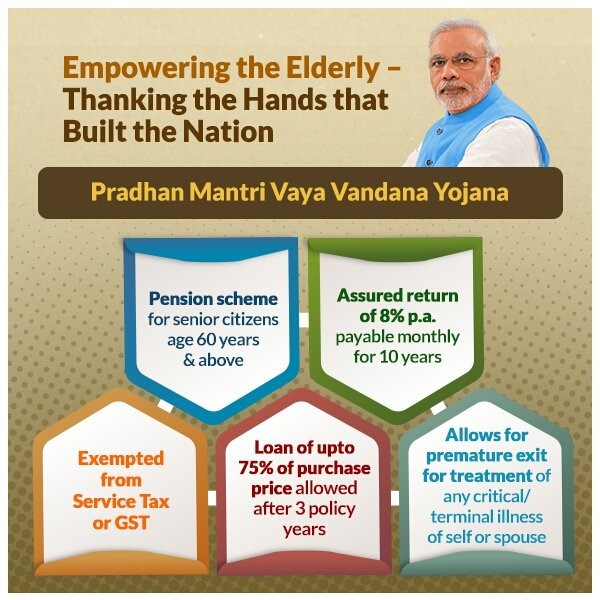 Empowering the Elderly –
Thanking the Hands that
Built the Nation
Pradhan Mantri Vaya Vandana Yojana
Pension scheme
for senior citizens
age 60 years
& above
Assured return
of 8% p.a.
payable monthly
for 10 years
Exempted
from
Service Tax
or GST
Loan of upto
75% of purchase
price allowed
after 3 policy
years
Allows for
premature exit
for treatment of
any critical/
terminal illness
of self or spouse